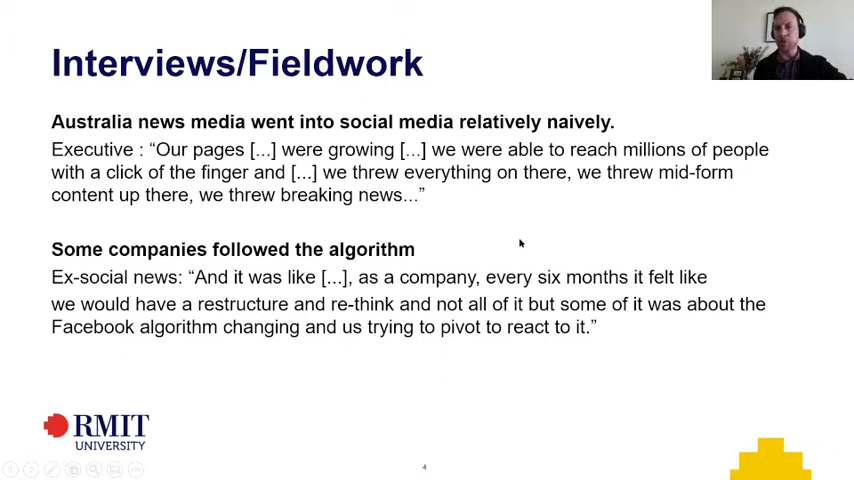 Interviews/Fieldwork
Australia news media went into social media relatively naively.
Executive : “Our pages [...] were growing [...] we were able to reach millions of people
with a click of the finger and [...] we threw everything on there, we threw mid-form
content up there, we threw breaking news...”
Some companies followed the algorithm
Ex-social news: “And it was like [...], as a company, every six months it felt like
we would have a restructure and re-think and not all of it but some of it was about the
Facebook algorithm changing and us trying to pivot to react to it.”
RMIT
UNIVERSITY
4